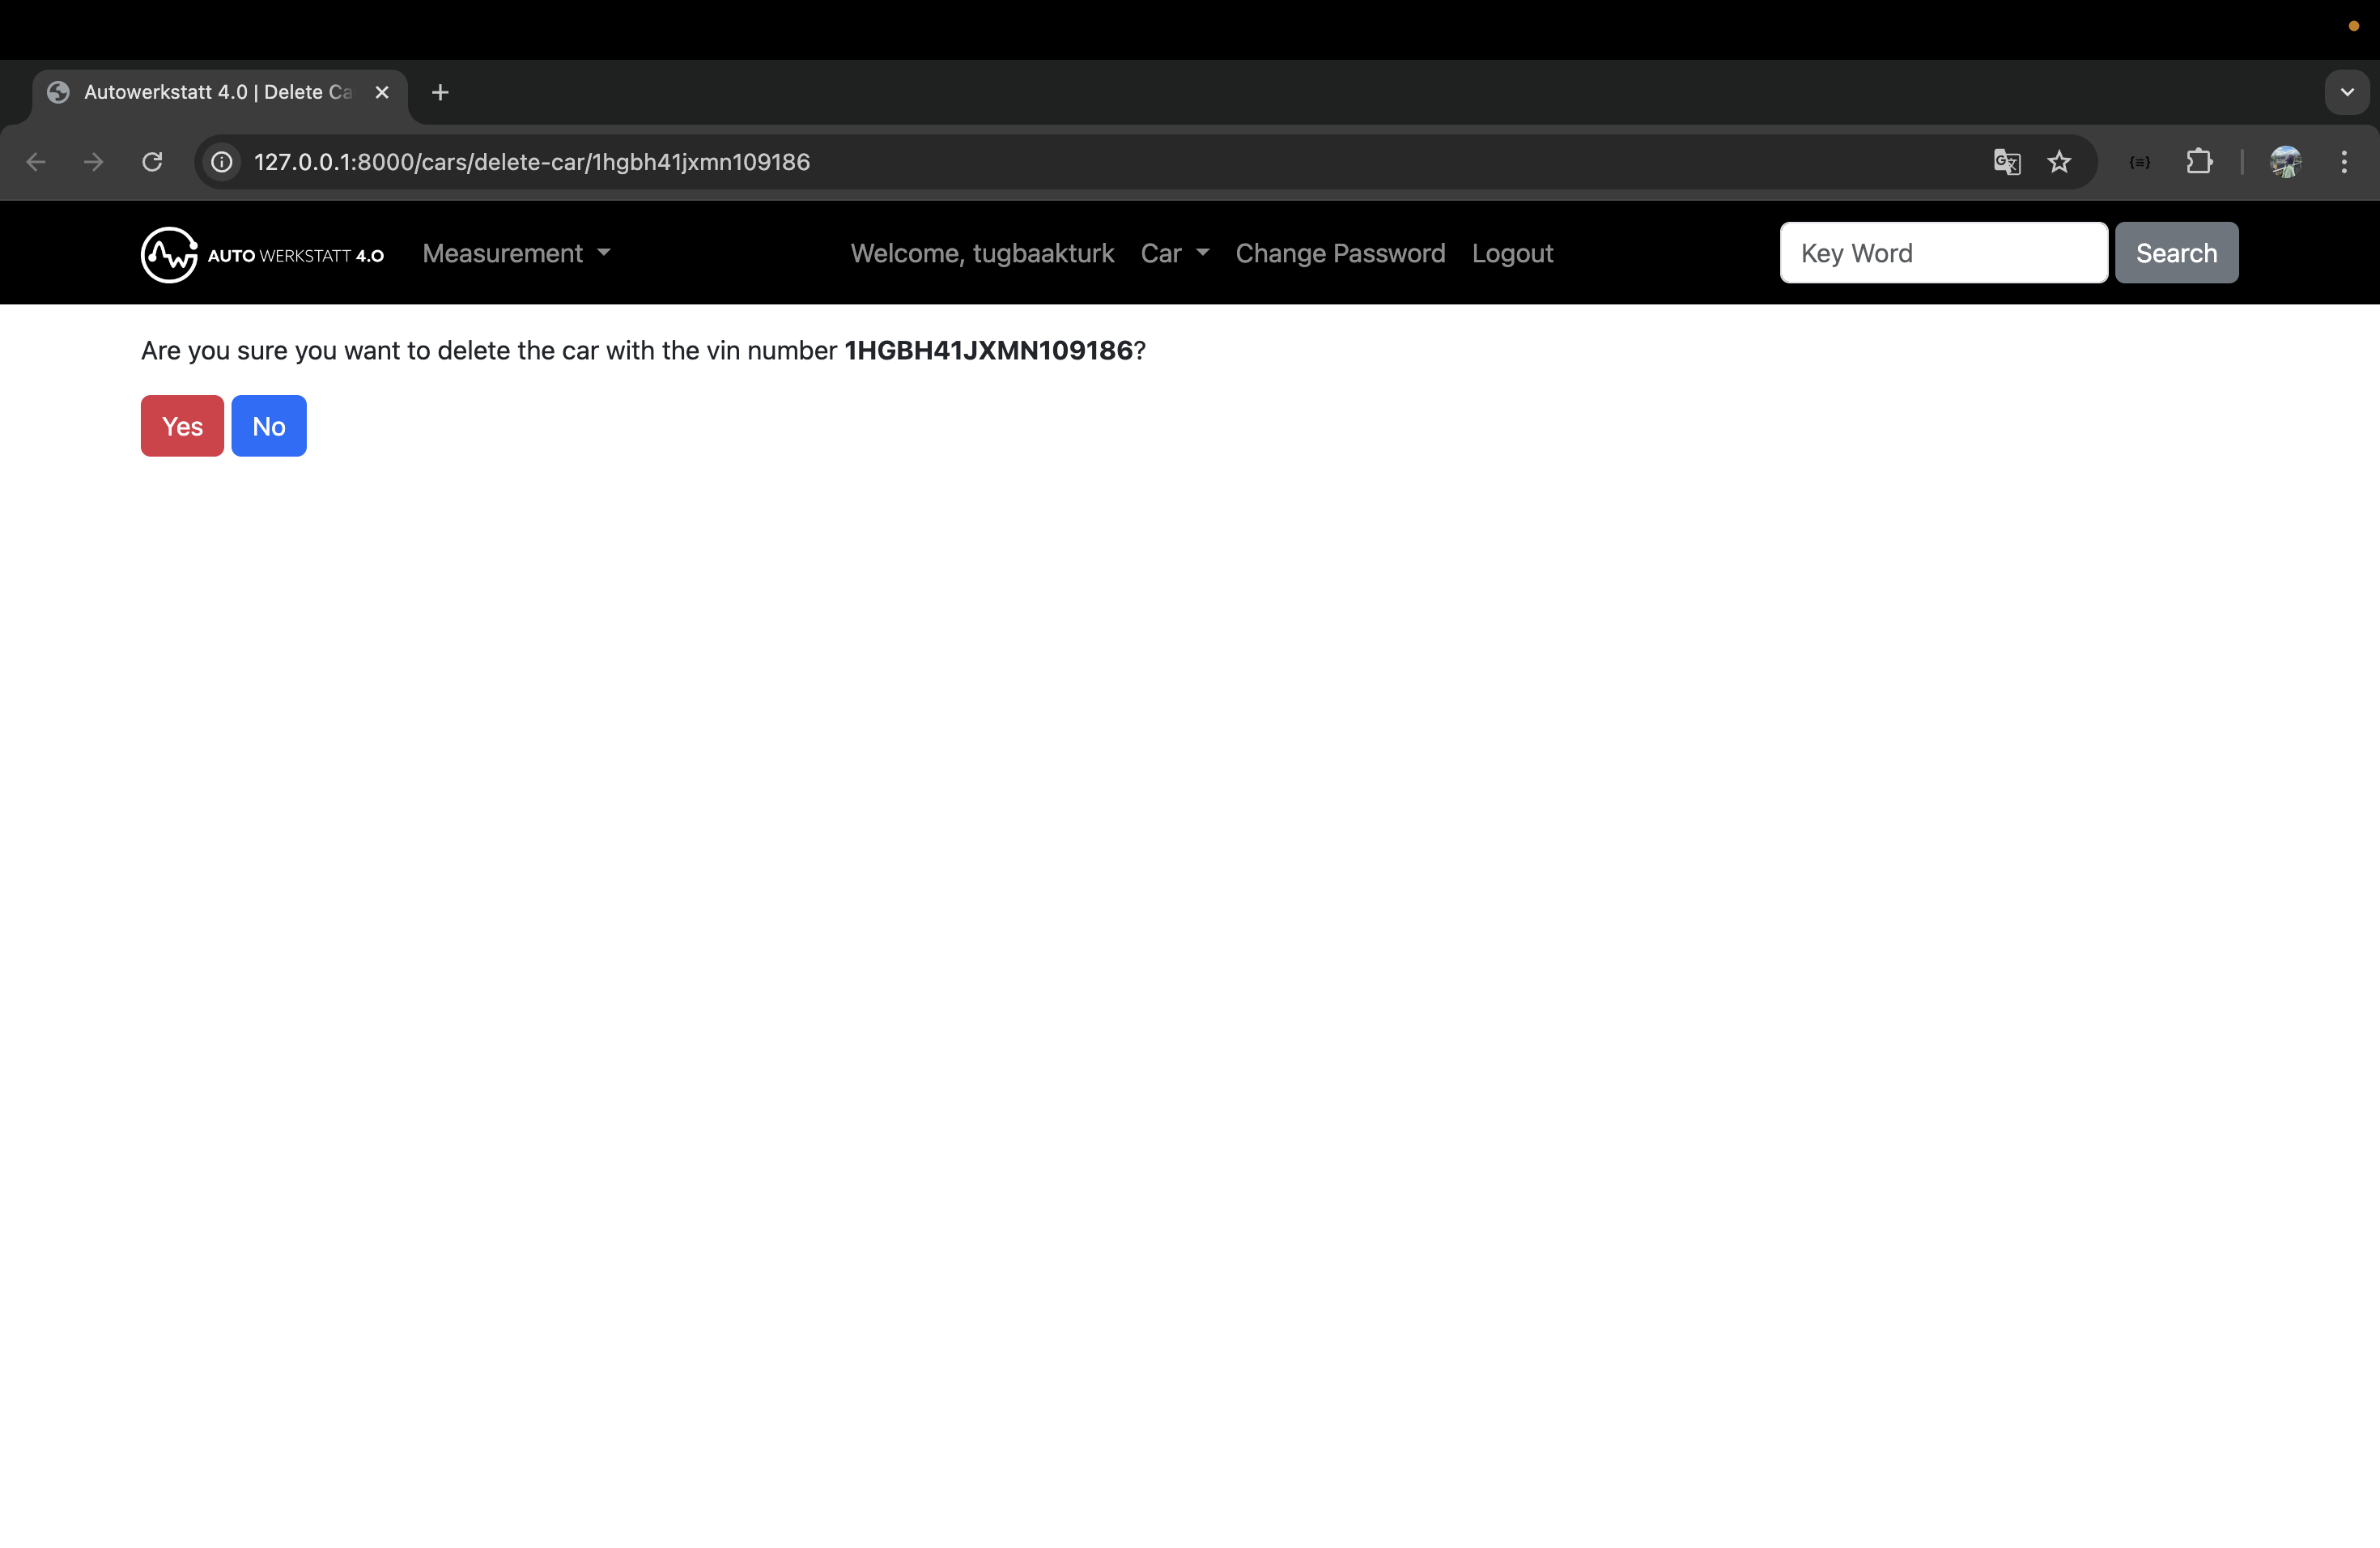 Autowerkstatt 4.0 | Delete Ca
127.0.0.1:8000/cars/delete-car/1hgbh41jxmn109186
AUTO WERKSTATT 4.0 Measurement Welcome, tugbaakturk Car Change Password Logout Key Word Search
Are you sure you want to delete the car with the vin number 1HGBH41JXMN109186?
Yes No